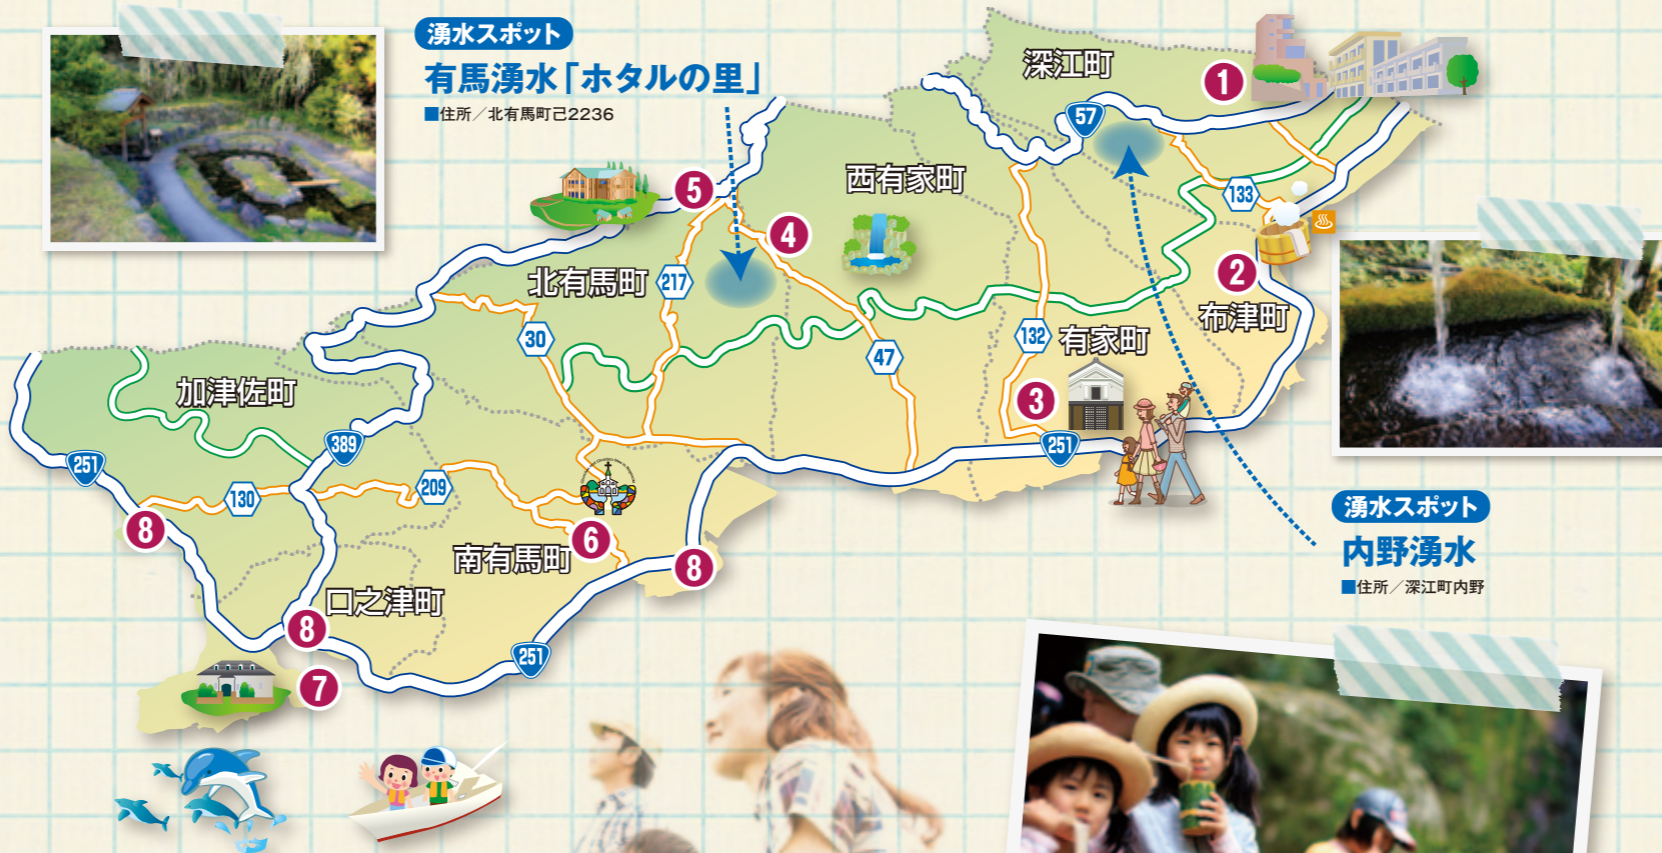 湧水スポット
有馬湧水「ホタルの里」
■住所／北有馬町己2236
深江町
1
57
西有家町
5
4
133
2
北有馬町
217
布津町
30
132
有家町
47
加津佐町
3
389
251
251
130
209
8
6
南有馬町
8
口之津町
8
251
7
湧水スポット
内野湧水
■住所／深江町内野